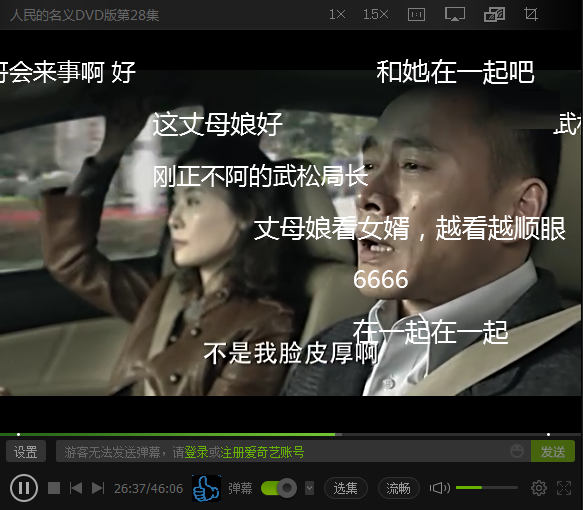 人民的名义DVD版第28集
1× 1.5× 1:1
会来事啊 好 和她在一起吧
这丈母娘好
刚正不阿的武松局长
丈母娘看女婿，越看越顺眼
6666
在一起在一起
不是我脸皮厚啊
设置 游客无法发送弹幕，请登录或注册爱奇艺账号 发送
26:37/46:06 弹幕 选集 流畅